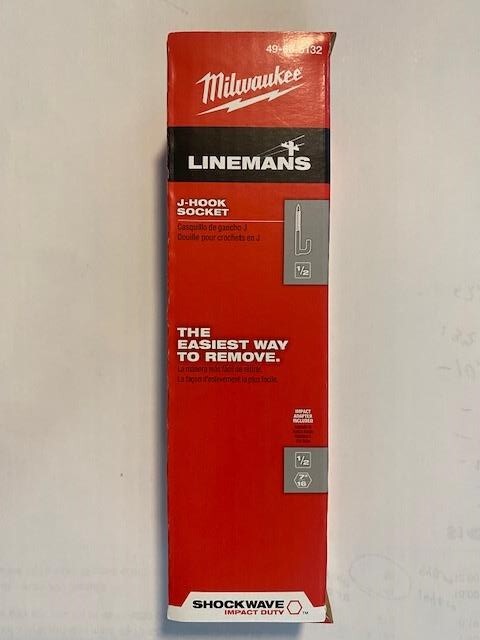 Milwaukee
LINEMANS
J-HOOK
SOCKET
Casquillo de gancho J
Douille pour crochets en J
1/2
THE
EASIEST WAY
TO REMOVE.
La manera más fácil de retirar.
La façon d'enlèvement la plus facile.
IMPACT
ADAPTER
INCLUDED
1/2
7"
16
SHOCKWAVE
IMPACT DUTY™